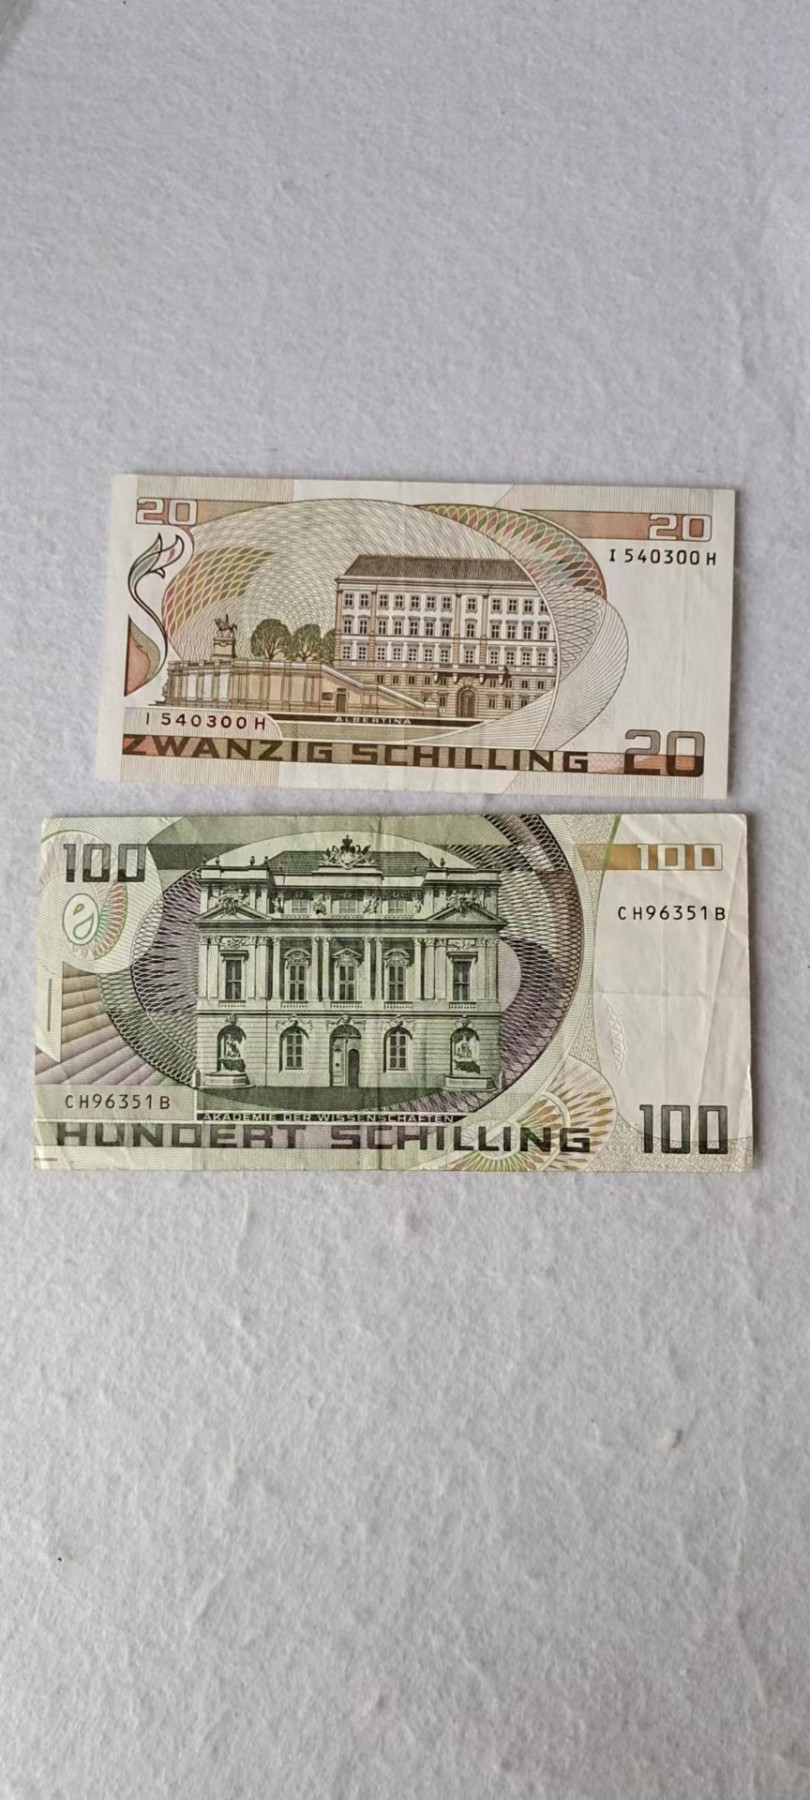 20
20
I 540300 H
I 540300 H
ALBERTINA
ZWANZIG SCHILLING
20
100
100
CH96351B
CH96351B
AKADEMIE DER WISSENSCHAFTEN
HUNDERT SCHILLING
100